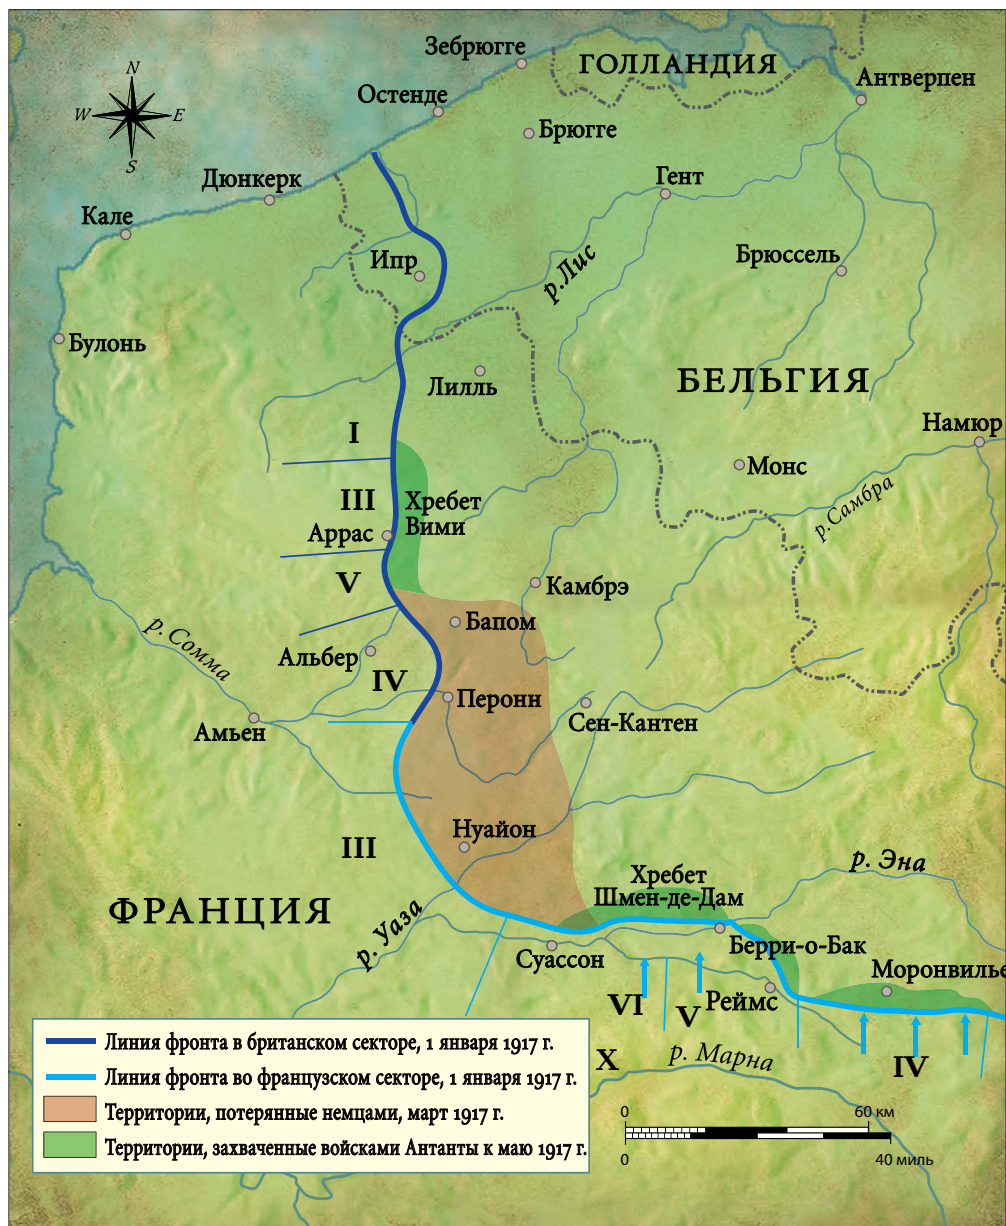 Зебрюгге
ГОЛЛАНДИЯ
Антверпен
N
W
E
S
Остенде
Брюгге
Дюнкерк
Гент
Кале
Ипр
р.Лис
Брюссель
Булонь
Лилль
БЕЛЬГИЯ
Намюр
I
Монс
III
Хребет
Вими
р.Самбра
Аррас
V
Камбрэ
р. Сомма
Бапом
Альбер
IV
Перонн
Сен-Кантен
Амьен
Нуайон
III
р. Эна
Хребет
Шмен-де-Дам
ФРАНЦИЯ
р. Уаза
Суассон
Берри-о-Бак
Моронвилье
VI
V
Реймс
X
р. Марна
IV
Линия фронта в британском секторе, 1 января 1917 г.
Линия фронта во французском секторе, 1 января 1917 г.
Территории, потерянные немцами, март 1917 г.
Территории, захваченные войсками Антанты к маю 1917 г.
0
60 км
0
40 миль